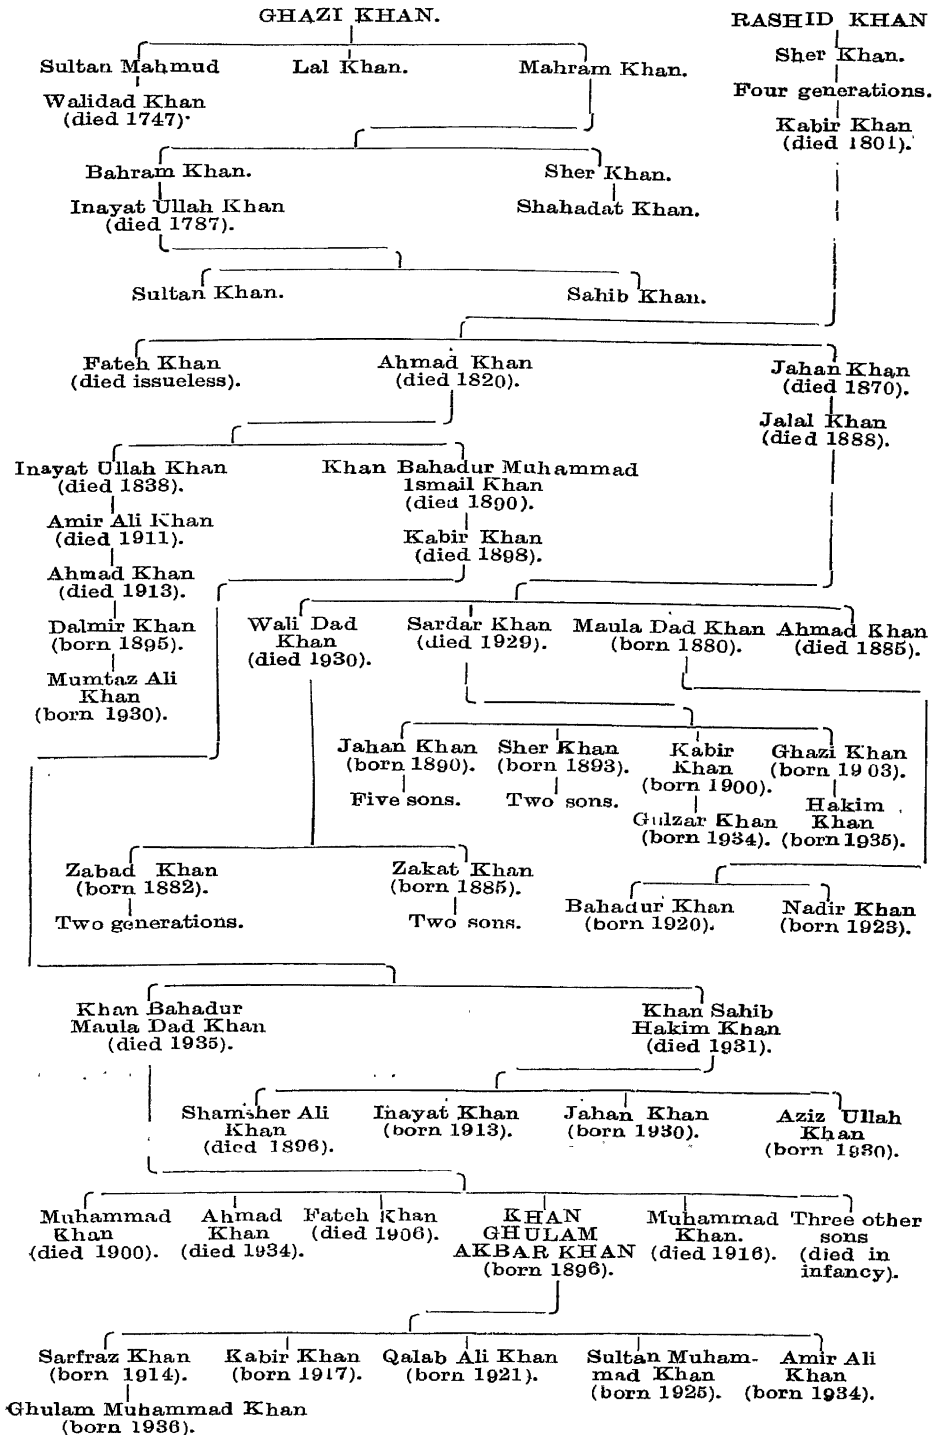 GHAZI KHAN.
RASHID KHAN
Sultan Mahmud
Lal Khan.
Mahram Khan.
Sher Khan.
Walidad Khan
(died 1747).
Four generations.
Kabir Khan
(died 1801).
Bahram Khan.
Sher Khan.
Inayat Ullah Khan
(died 1787).
Shahadat Khan.
Sultan Khan.
Sahib Khan.
Fateh Khan
(died issueless).
Ahmad Khan
(died 1820).
Jahan Khan
(died 1870).
Jalal Khan
(died 1888).
Inayat Ullah Khan
(died 1838).
Khan Bahadur Muhammad
Ismail Khan
(died 1890).
Amir Ali Khan
(died 1911).
Kabir Khan
(died 1898).
Ahmad Khan
(died 1913).
Dalmir Khan
(born 1895).
Mumtaz Ali
Khan
(born 1930).
Wali Dad
Khan
(died 1930).
Sardar Khan
(died 1929).
Maula Dad Khan
(born 1880).
Ahmad Khan
(died 1885).
Jahan Khan
(born 1890).
Five sons.
Sher Khan
(born 1893).
Two sons.
Kabir
Khan
(born 1900).
Gulzar Khan
(born 1934).
Ghazi Khan
(born 1903).
Hakim
Khan
(born 1935).
Zabad Khan
(born 1882).
Two generations.
Zakat Khan
(born 1885).
Two sons.
Bahadur Khan
(born 1920).
Nadir Khan
(born 1923).
Khan Bahadur
Maula Dad Khan
(died 1935).
Khan Sahib
Hakim Khan
(died 1931).
Shamsher Ali
Khan
(died 1896).
Inayat Khan
(born 1913).
Jahan Khan
(born 1930).
Aziz Ullah
Khan
(born 1930).
Muhammad
Khan
(died 1900).
Ahmad
Khan
(died 1934).
Fateh Khan
(died 1906).
KHAN
GHULAM
AKBAR KHAN
(born 1896).
Muhammad
Khan.
(died 1916).
Three other
sons
(died in
infancy).
Sarfraz Khan
(born 1914).
Kabir Khan
(born 1917).
Qalab Ali Khan
(born 1921).
Sultan Muham-
mad Khan
(born 1925).
Amir Ali
Khan
(born 1934).
Ghulam Muhammad Khan
(born 1936).